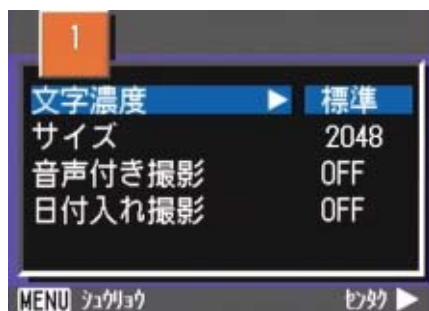 1
文字濃度 ▶ 標準
サイズ 2048
音声付き撮影 OFF
日付入れ撮影 OFF
MENU シュウリョウ センタク ▶